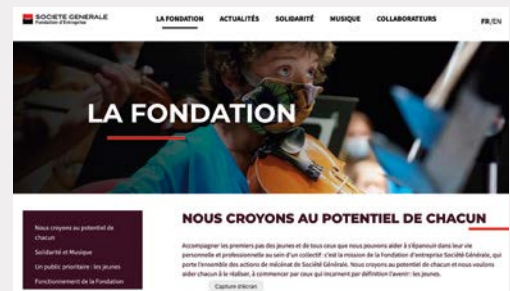 SOCIETE GENERALE
Fondation d'Entreprise
LA FONDATION ACTUALITÉS SOLIDARITÉ MUSIQUE COLLABORATEURS FR/EN
LA FONDATION
Nous croyons au potentiel de
chacun
Solidarité et Musique
Un public prioritaire : les jeunes
Fonctionnement de la Fondation
NOUS CROYONS AU POTENTIEL DE CHACUN
Accompagner les premiers pas des jeunes et de tous ceux que nous pouvons aider à s'épanouir dans leur vie
personnelle et professionnelle au sein d'un collectif : c'est la mission de la Fondation d'entreprise Société Générale, qui
porte l'ensemble des actions de mécénat de Société Générale. Nous croyons au potentiel de chacun et nous voulons
aider chacun à le réaliser, à commencer par ceux qui incarnent par définition l'avenir: les jeunes.
Capture d'écran